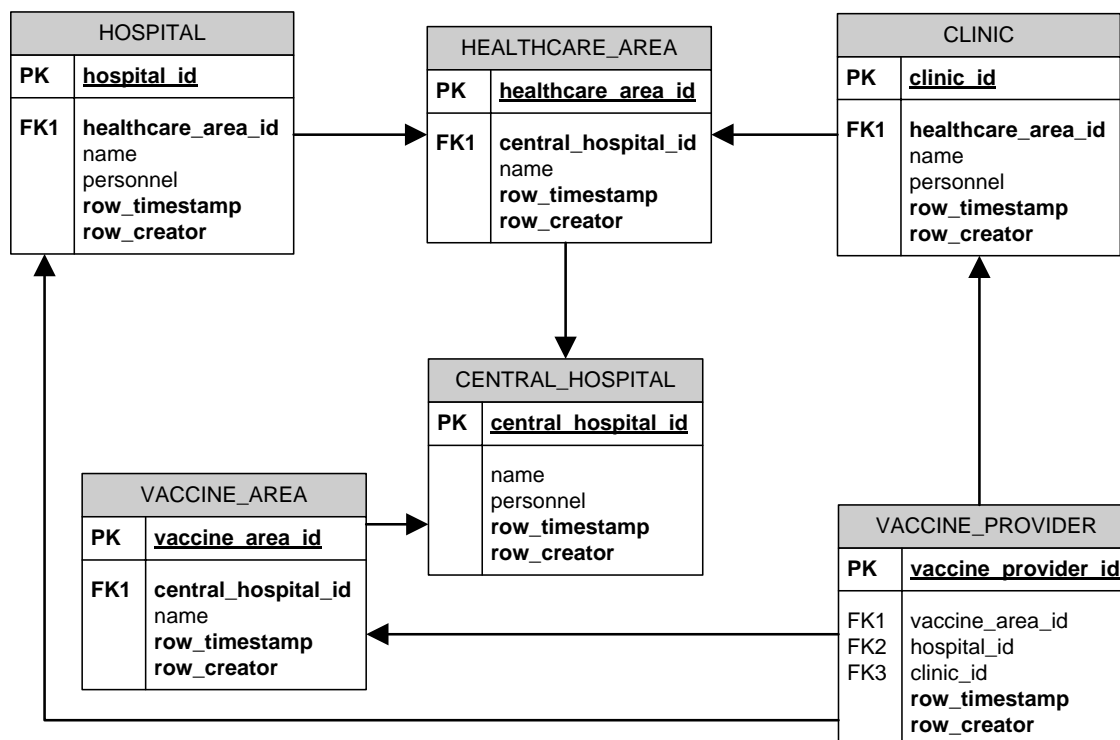 HOSPITAL
PK hospital_id
FK1 healthcare_area_id
name
personnel
row_timestamp
row_creator
HEALTHCARE_AREA
PK healthcare_area_id
FK1 central_hospital_id
name
row_timestamp
row_creator
CLINIC
PK clinic_id
FK1 healthcare_area_id
name
personnel
row_timestamp
row_creator
CENTRAL_HOSPITAL
PK central_hospital_id
name
personnel
row_timestamp
row_creator
VACCINE_AREA
PK vaccine_area_id
FK1 central_hospital_id
name
row_timestamp
row_creator
VACCINE_PROVIDER
PK vaccine_provider_id
FK1 vaccine_area_id
FK2 hospital_id
FK3 clinic_id
row_timestamp
row_creator